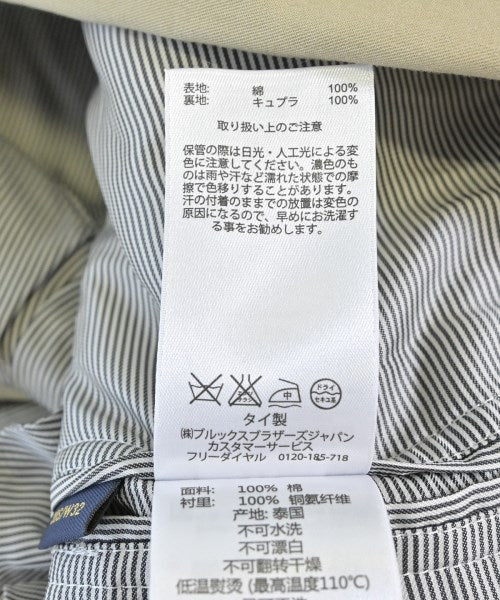 表地: 綿 100%
裏地: キュプラ 100%
取り扱い上のご注意
保管の際は日光・人工光による変
色に注意してください。濃色のも
のは雨や汗など濡れた状態での摩
擦で色移りすることがあります。
汗の付着のままでの放置は変色の
原因になるので、早めにお洗濯す
る事をお勧めします。
エンソ
サラシ
中
ドライ
セキユ系
タイ製
㈱ブルックスブラザーズジャパン
カスタマーサービス
フリーダイヤル 0120-185-718
面料: 100% 棉
衬里: 100% 铜氨纤维
产地: 泰国
不可水洗
不可漂白
不可翻转干燥
低温熨烫 (最高温度110℃)
W32